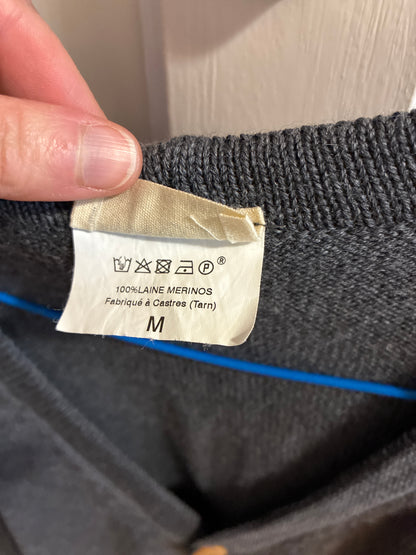 P ®
100%LAINE MERINOS
Fabriqué à Castres (Tarn)
M